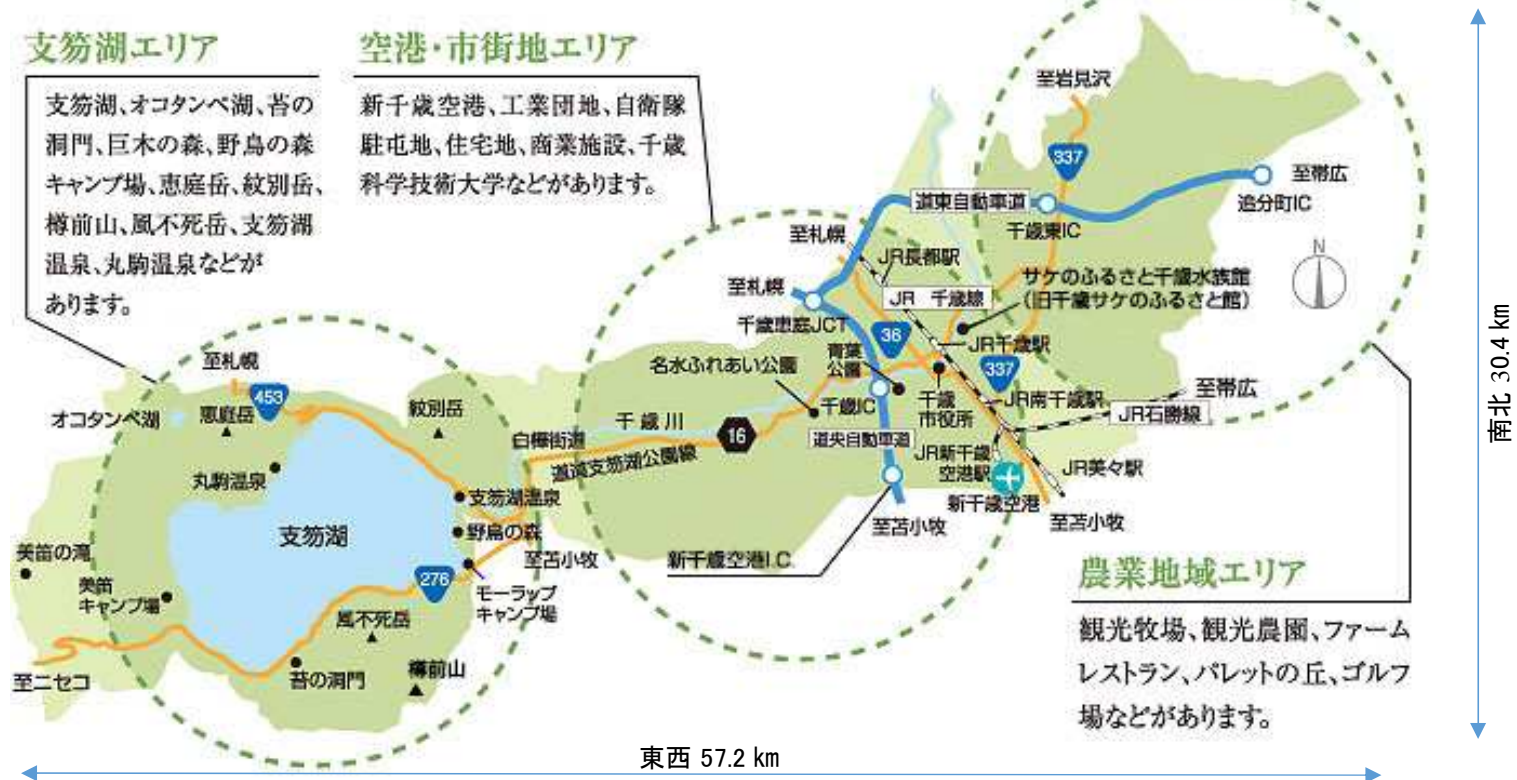 支笏湖エリア
支笏湖、オコタンペ湖、苔の
洞門、巨木の森、野鳥の森
キャンプ場、恵庭岳、紋別岳、
樽前山、風不死岳、支笏湖
温泉、丸駒温泉などが
あります。
空港・市街地エリア
新千歳空港、工業団地、自衛隊
駐屯地、住宅地、商業施設、千歳
科学技術大学などがあります。
至岩見沢
337
至帯広
追分町IC
道東自動車道
千歳東IC
N
至札幌
JR長都駅
サケのふるさと千歳水族館
(旧千歳サケのふるさと館)
至札幌
JR 千歳線
千歳恵庭JCT
36
JR千歳駅
青葉
公園
名水ふれあい公園
337
千歳IC
千歳
市役所
JR南千歳駅
至帯広
JR石勝線
千歳川
16
道央自動車道
白樺街道
道道支笏湖公園線
JR新千歳
空港駅
JR美々駅
新千歳空港
至苫小牧
至苫小牧
新千歳空港I.C.
至札幌
453
オコタンペ湖
恵庭岳
紋別岳
丸駒温泉
支笏湖温泉
支笏湖
野鳥の森
至苫小牧
美笛の滝
276
モーラップ
キャンプ場
美笛
キャンプ場
風不死岳
苔の洞門
樽前山
至ニセコ
農業地域エリア
観光牧場、観光農園、ファーム
レストラン、パレットの丘、ゴルフ
場などがあります。
南北 30.4 km
東西 57.2 km